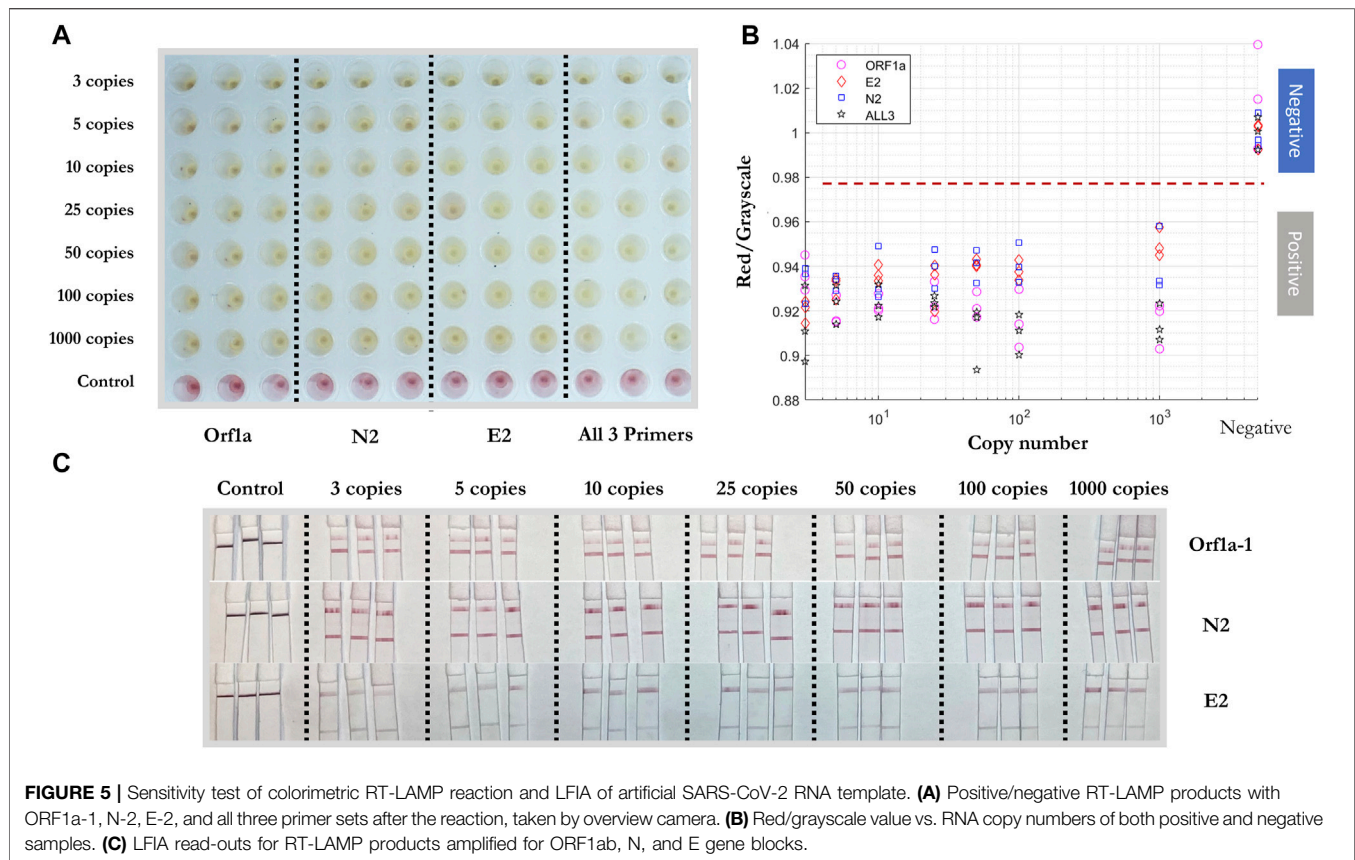 A
3 copies
5 copies
10 copies
25 copies
50 copies
100 copies
1000 copies
Control
Orf1a
N2
E2
All 3 Primers
B
1.04
1.02
1
0.98
0.96
0.94
0.92
0.9
0.88
Red/Grayscale
ORF1a
E2
N2
ALL3
10¹
10²
10³
Negative
Copy number
Negative
Positive
C
Control
3 copies
5 copies
10 copies
25 copies
50 copies
100 copies
1000 copies
Orf1a-1
N2
E2
FIGURE 5 | Sensitivity test of colorimetric RT-LAMP reaction and LFIA of artificial SARS-CoV-2 RNA template. (A) Positive/negative RT-LAMP products with
ORF1a-1, N-2, E-2, and all three primer sets after the reaction, taken by overview camera. (B) Red/grayscale value vs. RNA copy numbers of both positive and negative
samples. (C) LFIA read-outs for RT-LAMP products amplified for ORF1ab, N, and E gene blocks.